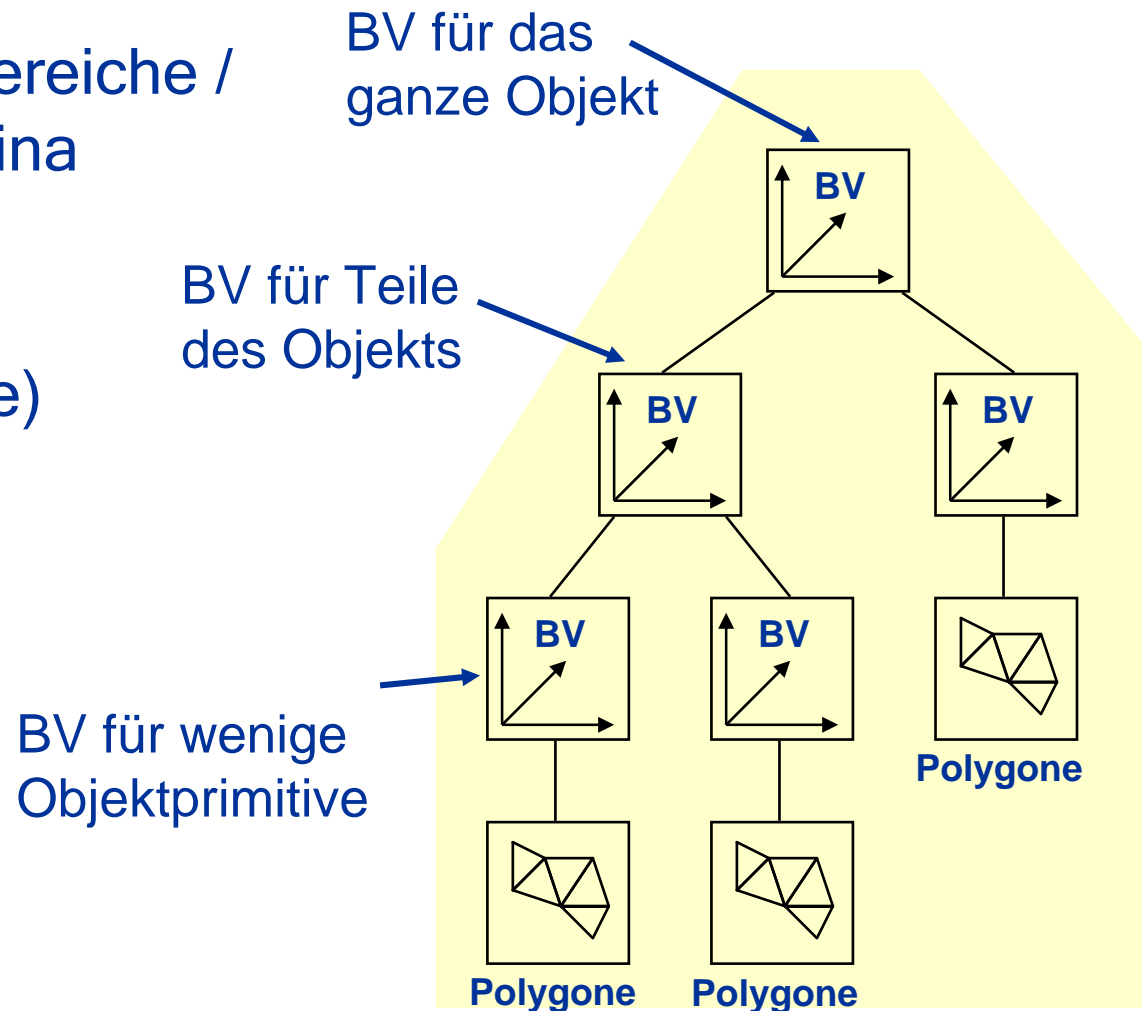 BV für das
ganze Objekt
ereiche /
ina
BV
BV für Teile
des Objekts
e)
BV
BV
BV
BV
BV für wenige
Objektprimitive
Polygone
Polygone
Polygone